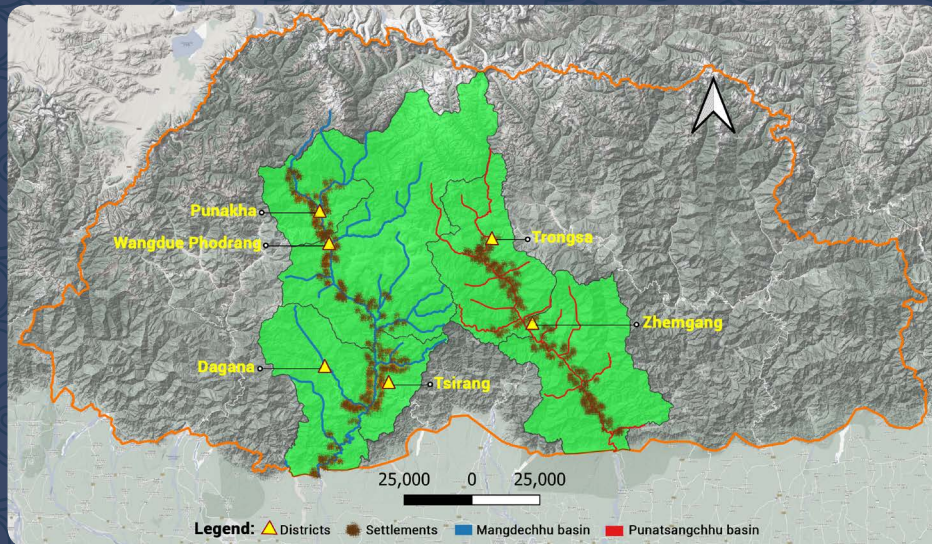 Punakha
Wangdue Phodrang
Trongsa
Zhemgang
Dagana
Tsirang
25,000 0 25,000
Legend: Districts Settlements Mangdechhu basin Punatsangchhu basin